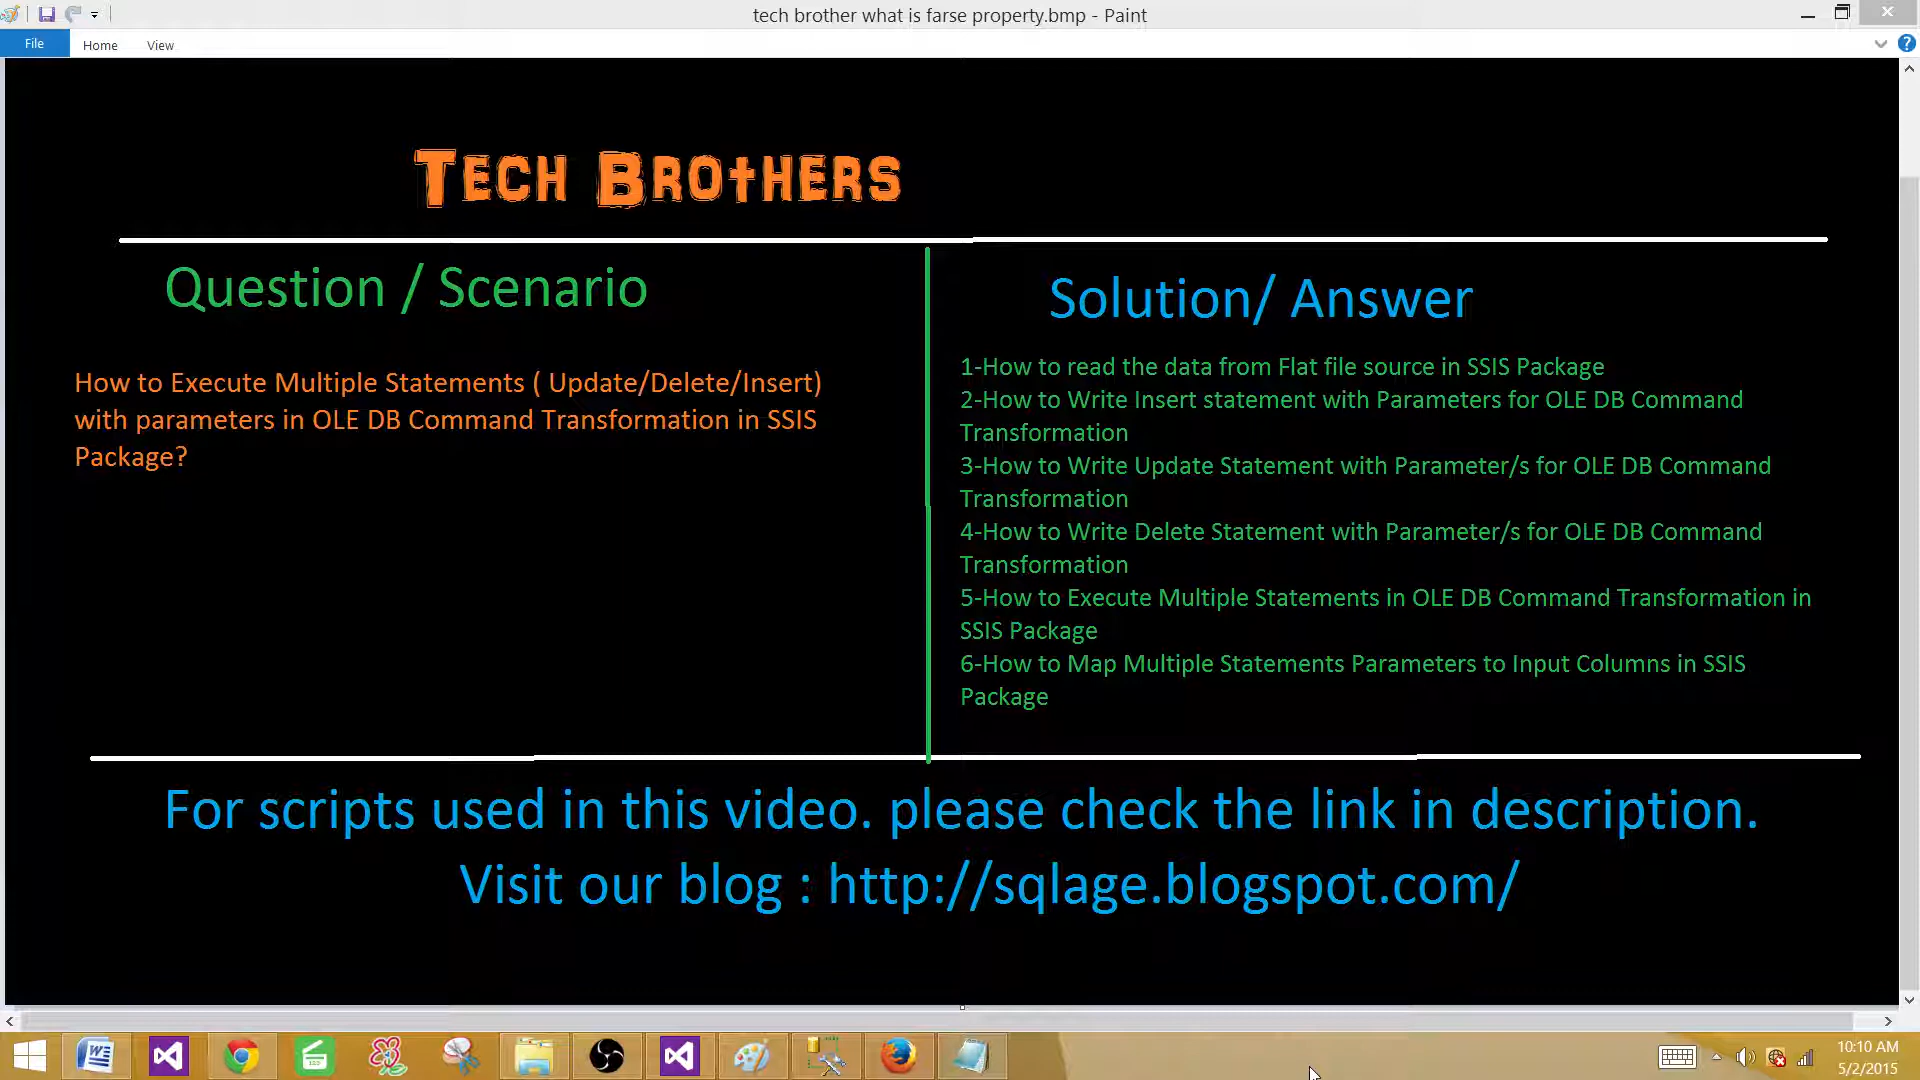 tech brother what is farse property.bmp - Paint
File Home View
Tech Brothers
Question / Scenario
How to Execute Multiple Statements ( Update/Delete/Insert)
with parameters in OLE DB Command Transformation in SSIS
Package?
Solution/ Answer
1-How to read the data from Flat file source in SSIS Package
2-How to Write Insert statement with Parameters for OLE DB Command
Transformation
3-How to Write Update Statement with Parameter/s for OLE DB Command
Transformation
4-How to Write Delete Statement with Parameter/s for OLE DB Command
Transformation
5-How to Execute Multiple Statements in OLE DB Command Transformation in
SSIS Package
6-How to Map Multiple Statements Parameters to Input Columns in SSIS
Package
For scripts used in this video. please check the link in description.
Visit our blog : http://sqlage.blogspot.com/
10:10 AM
5/2/2015